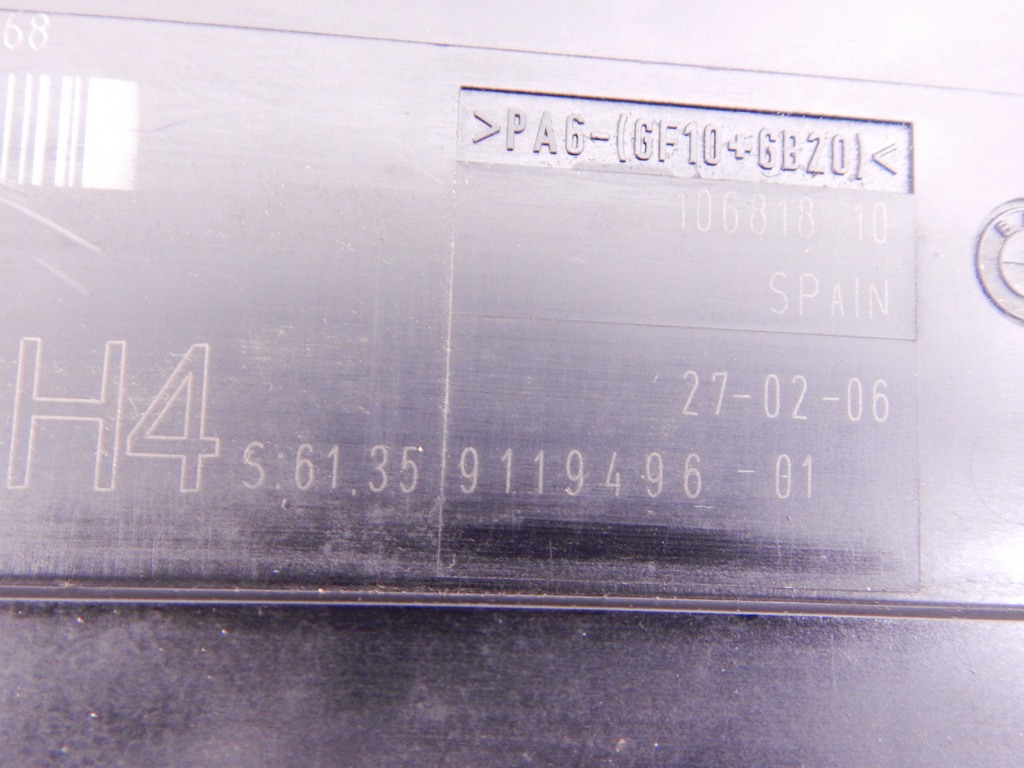 68
>PA6-(GF10+GB20)<
106818 10
SPAIN
27-02-06
H4
S:61.35 9119496-01
B